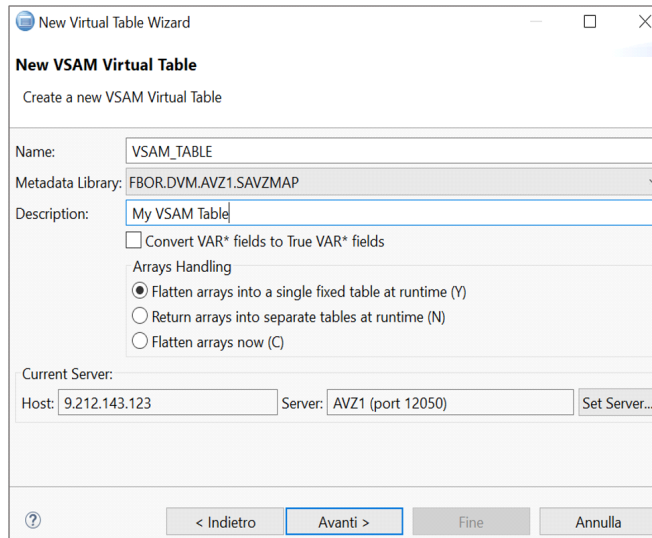 New Virtual Table Wizard
New VSAM Virtual Table
Create a new VSAM Virtual Table
Name: VSAM_TABLE
Metadata Library: FBOR.DVM.AVZ1.SAVZMAP
Description: My VSAM Table
Convert VAR* fields to True VAR* fields
Arrays Handling
Flatten arrays into a single fixed table at runtime (Y)
Return arrays into separate tables at runtime (N)
Flatten arrays now (C)
Current Server:
Host: 9.212.143.123 Server: AVZ1 (port 12050) Set Server...
? < Indietro Avanti > Fine Annulla